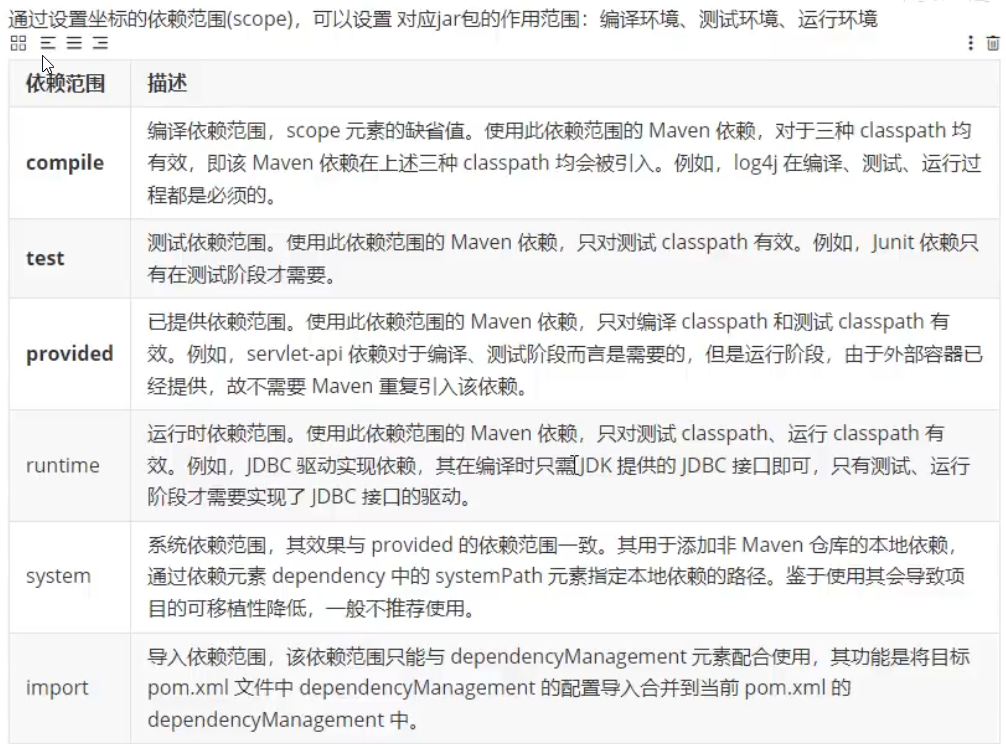 通过设置坐标的依赖范围(scope)，可以设置 对应jar包的作用范围：编译环境、测试环境、运行环境
依赖范围
描述
compile
编译依赖范围，scope 元素的缺省值。使用此依赖范围的 Maven 依赖，对于三种 classpath 均
有效，即该 Maven 依赖在上述三种 classpath 均会被引入。例如，log4j 在编译、测试、运行过
程都是必须的。
test
测试依赖范围。使用此依赖范围的 Maven 依赖，只对测试 classpath 有效。例如，Junit 依赖只
有在测试阶段才需要。
provided
已提供依赖范围。使用此依赖范围的 Maven 依赖，只对编译 classpath 和测试 classpath 有
效。例如，servlet-api 依赖对于编译、测试阶段而言是需要的，但是运行阶段，由于外部容器已
经提供，故不需要 Maven 重复引入该依赖。
runtime
运行时依赖范围。使用此依赖范围的 Maven 依赖，只对测试 classpath、运行 classpath 有
效。例如，JDBC 驱动实现依赖，其在编译时只需 JDK 提供的 JDBC 接口即可，只有测试、运行
阶段才需要实现了 JDBC 接口的驱动。
system
系统依赖范围，其效果与 provided 的依赖范围一致。其用于添加非 Maven 仓库的本地依赖，
通过依赖元素 dependency 中的 systemPath 元素指定本地依赖的路径。鉴于使用其会导致项
目的可移植性降低，一般不推荐使用。
import
导入依赖范围，该依赖范围只能与 dependencyManagement 元素配合使用，其功能是将目标
pom.xml 文件中 dependencyManagement 的配置导入合并到当前 pom.xml 的
dependencyManagement 中。